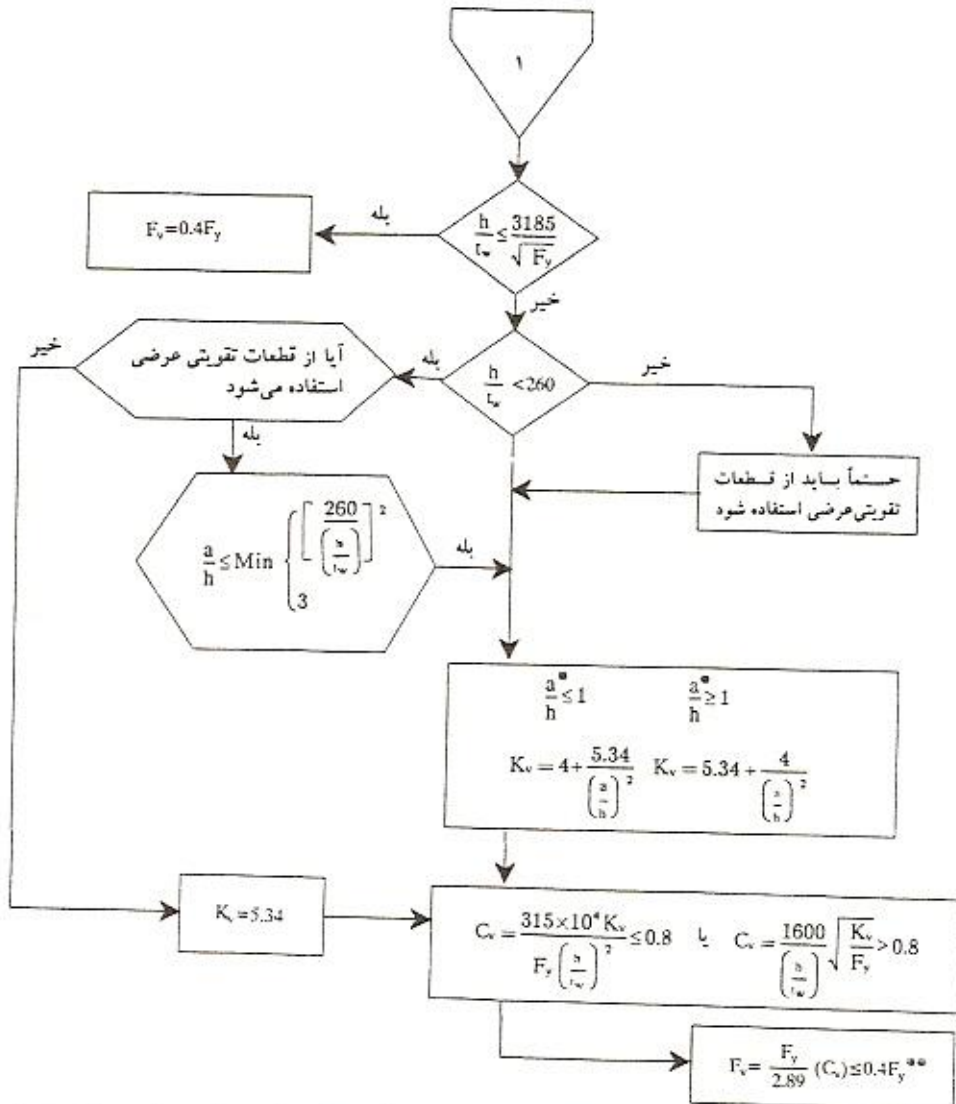 ۱
h/t_w ≤ 3185/√F_y
بله
F_v=0.4F_y
خیر
h/t_w <260
بله
خیر
آیا از قطعات تقویتی عرضی
استفاده می‌شود
خیر
بله
حتماً باید از قطعات
تقویتی عرضی استفاده شود
a/h ≤ Min { [260/(h/t_w)]²
3
بله
a/h ≤ 1 a/h ≥ 1
K_v = 4 + 5.34/(a/h)² K_v = 5.34 + 4/(a/h)²
K_v = 5.34
C_v = 315×10⁴ K_v / F_y (h/t_w)² ≤ 0.8 یا C_v = 1600/(h/t_w) √(K_v/F_y) > 0.8
F_v = F_y/2.89 (C_v) ≤ 0.4F_y **